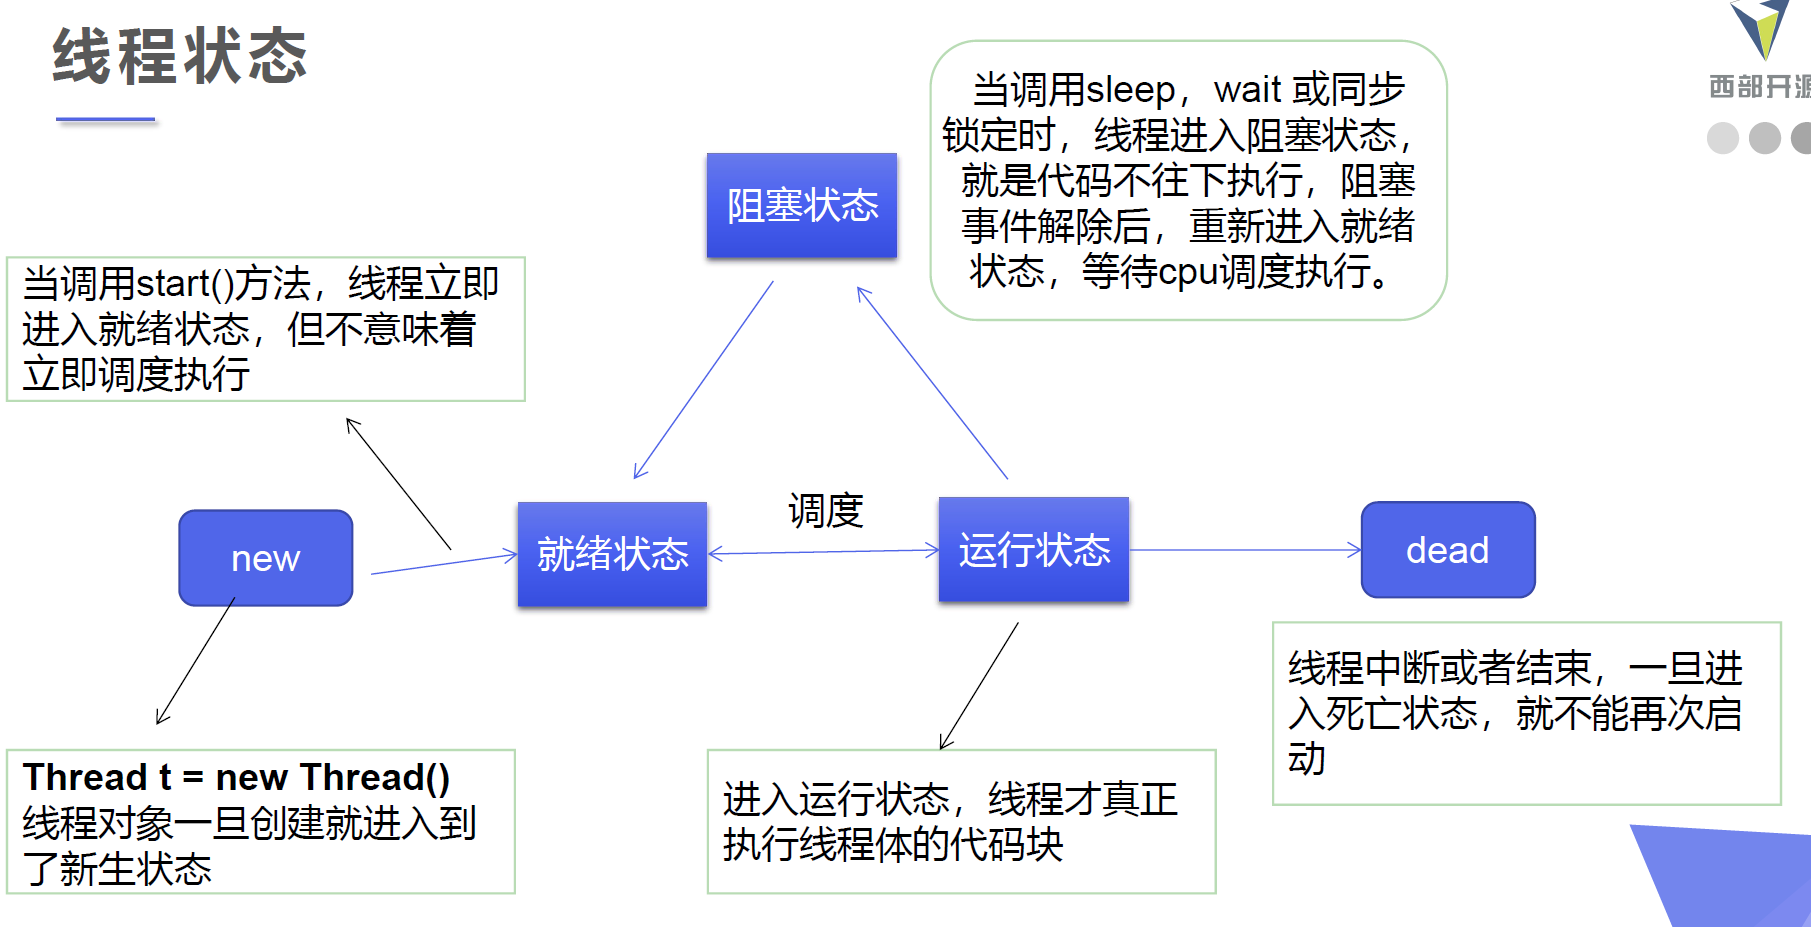 线程状态
西部开源
当调用sleep，wait 或同步
锁定时，线程进入阻塞状态，
就是代码不往下执行，阻塞
事件解除后，重新进入就绪
状态，等待cpu调度执行。
阻塞状态
当调用start()方法，线程立即
进入就绪状态，但不意味着
立即调度执行
调度
new
就绪状态
运行状态
dead
线程中断或者结束，一旦进
入死亡状态，就不能再次启
动
Thread t = new Thread()
线程对象一旦创建就进入到
了新生状态
进入运行状态，线程才真正
执行线程体的代码块